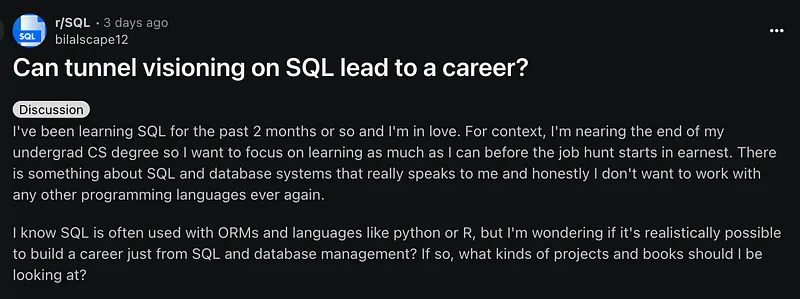 r/SQL • 3 days ago
bilalscape12
Can tunnel visioning on SQL lead to a career?
Discussion
I've been learning SQL for the past 2 months or so and I'm in love. For context, I'm nearing the end of my
undergrad CS degree so I want to focus on learning as much as I can before the job hunt starts in earnest. There
is something about SQL and database systems that really speaks to me and honestly I don't want to work with
any other programming languages ever again.
I know SQL is often used with ORMs and languages like python or R, but I'm wondering if it's realistically possible
to build a career just from SQL and database management? If so, what kinds of projects and books should I be
looking at?